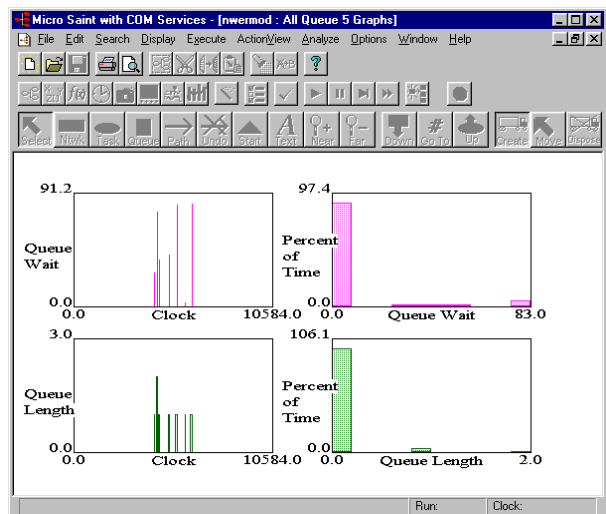 Micro Saint with COM Services - [nwermod : All Queue 5 Graphs]
File Edit Search Display Execute ActionView Analyze Options Window Help
A+B ?
X Y Z U f(x)
Select Ntwk Task Queue Path Undo Start A Text Near Far Down # Go To Up Create Move Dispose
91.2
Queue
Wait
0.0
0.0 Clock 10584.0
97.4
Percent
of
Time
0.0
0.0 Queue Wait 83.0
3.0
Queue
Length
0.0
0.0 Clock 10584.0
106.1
Percent
of
Time
0.0
0.0 Queue Length 2.0
Run: Clock: